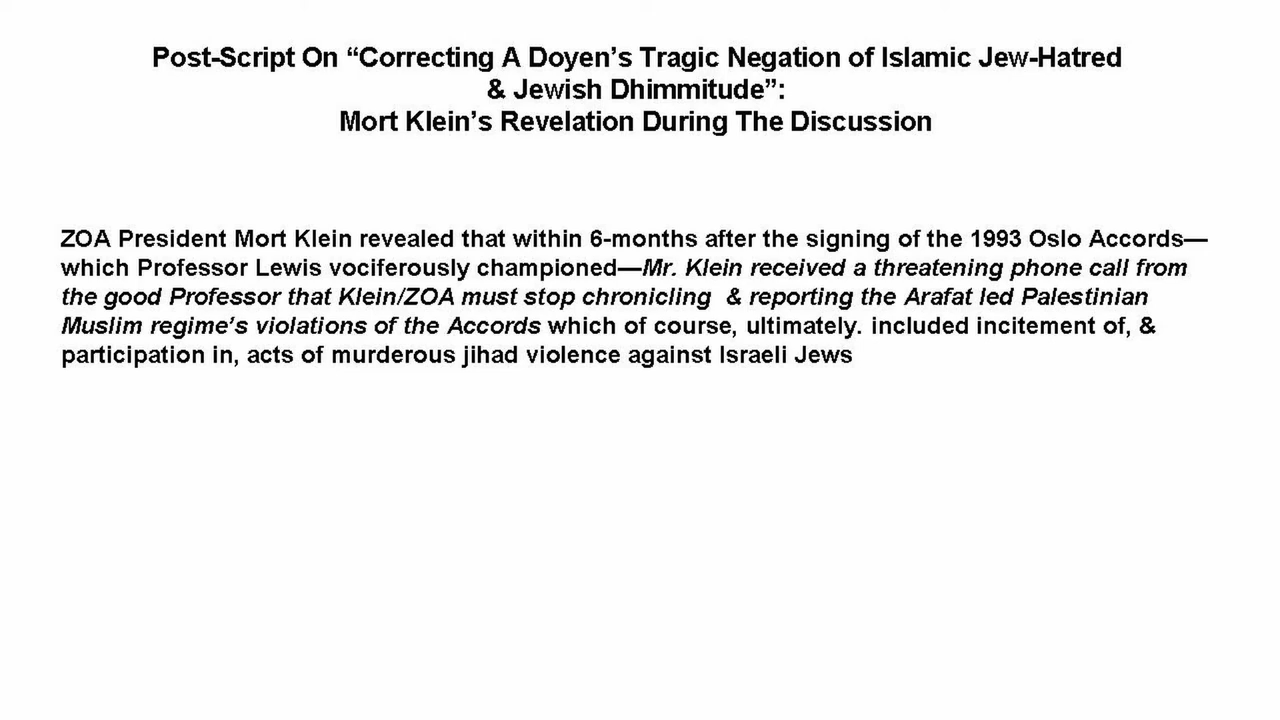 Post-Script On “Correcting A Doyen’s Tragic Negation of Islamic Jew-Hatred
& Jewish Dhimmitude”:
Mort Klein’s Revelation During The Discussion
ZOA President Mort Klein revealed that within 6-months after the signing of the 1993 Oslo Accords—
which Professor Lewis vociferously championed—Mr. Klein received a threatening phone call from
the good Professor that Klein/ZOA must stop chronicling  & reporting the Arafat led Palestinian
Muslim regime’s violations of the Accords which of course, ultimately. included incitement of, &
participation in, acts of murderous jihad violence against Israeli Jews